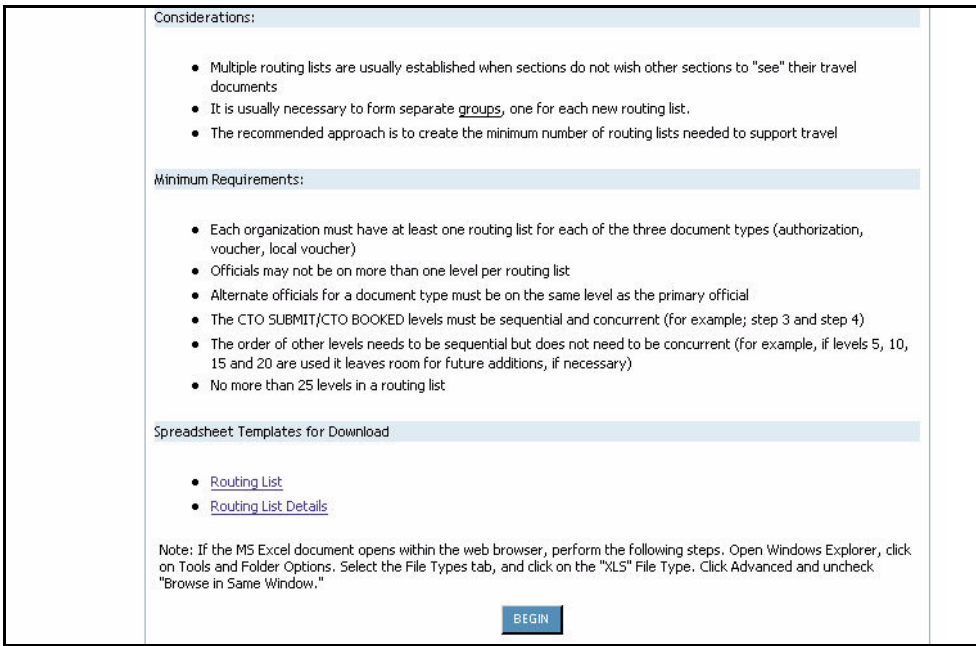 Considerations:
● Multiple routing lists are usually established when sections do not wish other sections to "see" their travel
documents
● It is usually necessary to form separate groups, one for each new routing list.
● The recommended approach is to create the minimum number of routing lists needed to support travel
Minimum Requirements:
● Each organization must have at least one routing list for each of the three document types (authorization,
voucher, local voucher)
● Officials may not be on more than one level per routing list
● Alternate officials for a document type must be on the same level as the primary official
● The CTO SUBMIT/CTO BOOKED levels must be sequential and concurrent (for example; step 3 and step 4)
● The order of other levels needs to be sequential but does not need to be concurrent (for example, if levels 5, 10,
15 and 20 are used it leaves room for future additions, if necessary)
● No more than 25 levels in a routing list
Spreadsheet Templates for Download
● Routing List
● Routing List Details
Note: If the MS Excel document opens within the web browser, perform the following steps. Open Windows Explorer, click
on Tools and Folder Options. Select the File Types tab, and click on the "XLS" File Type. Click Advanced and uncheck
"Browse in Same Window."
BEGIN